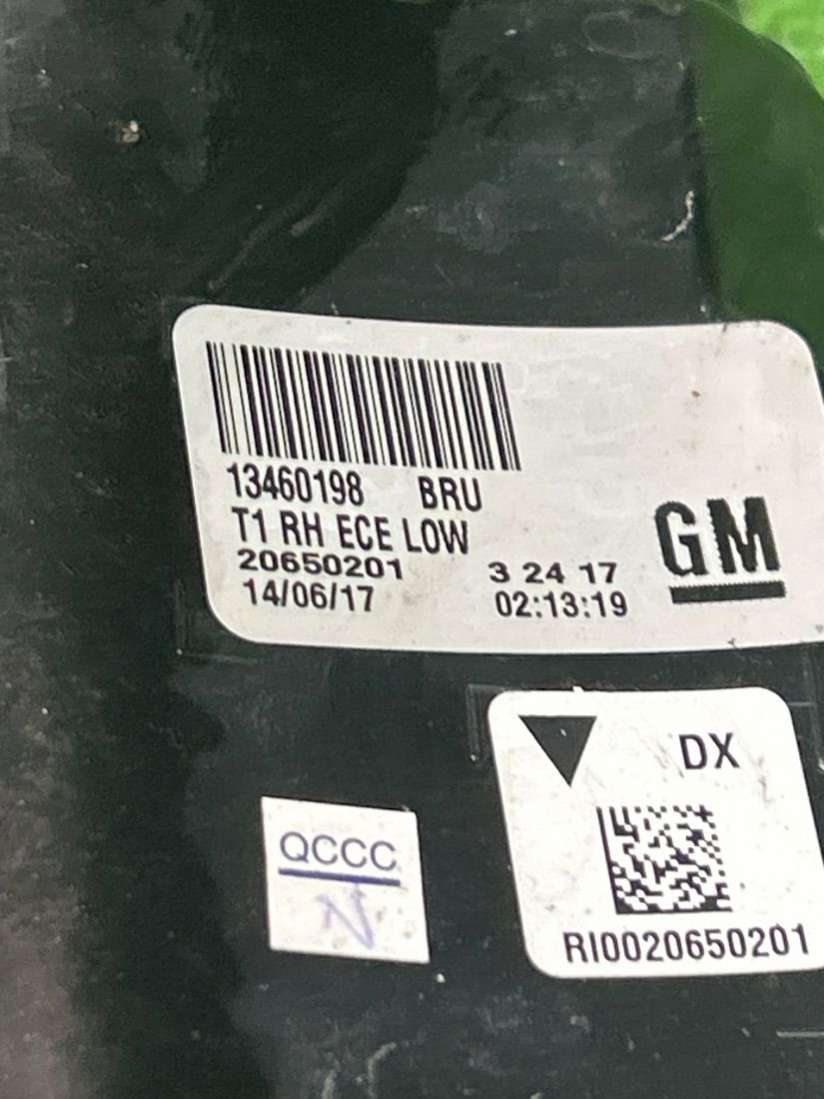 13460198 BRU
T1 RH ECE LOW
20650201 3 24 17
14/06/17 02:13:19
GM
DX
RI0020650201
QCCC
N